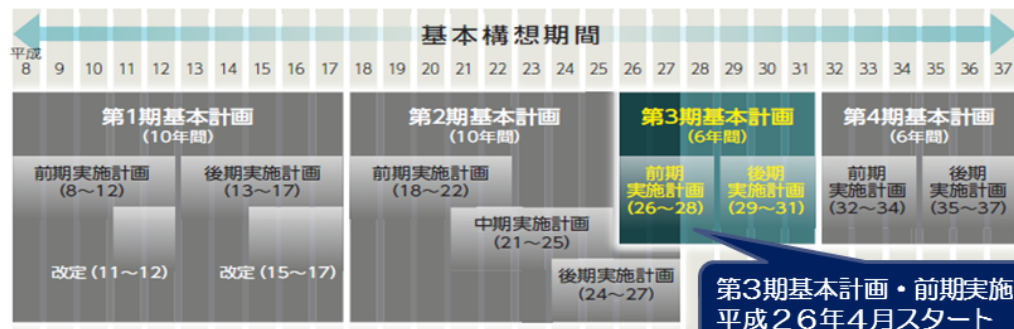 基本構想期間
平成
8 9 10 11 12 13 14 15 16 17 18 19 20 21 22 23 24 25 26 27 28 29 30 31 32 33 34 35 36 37
第1期基本計画
(10年間)
第2期基本計画
(10年間)
第3期基本計画
(6年間)
第4期基本計画
(6年間)
前期実施計画
(8～12)
後期実施計画
(13～17)
前期実施計画
(18～22)
前期
実施計画
(26～28)
後期
実施計画
(29～31)
前期
実施計画
(32～34)
後期
実施計画
(35～37)
中期実施計画
(21～25)
改定(11～12)
改定(15～17)
後期実施計画
(24～27)
第3期基本計画・前期実施
平成26年4月スタート